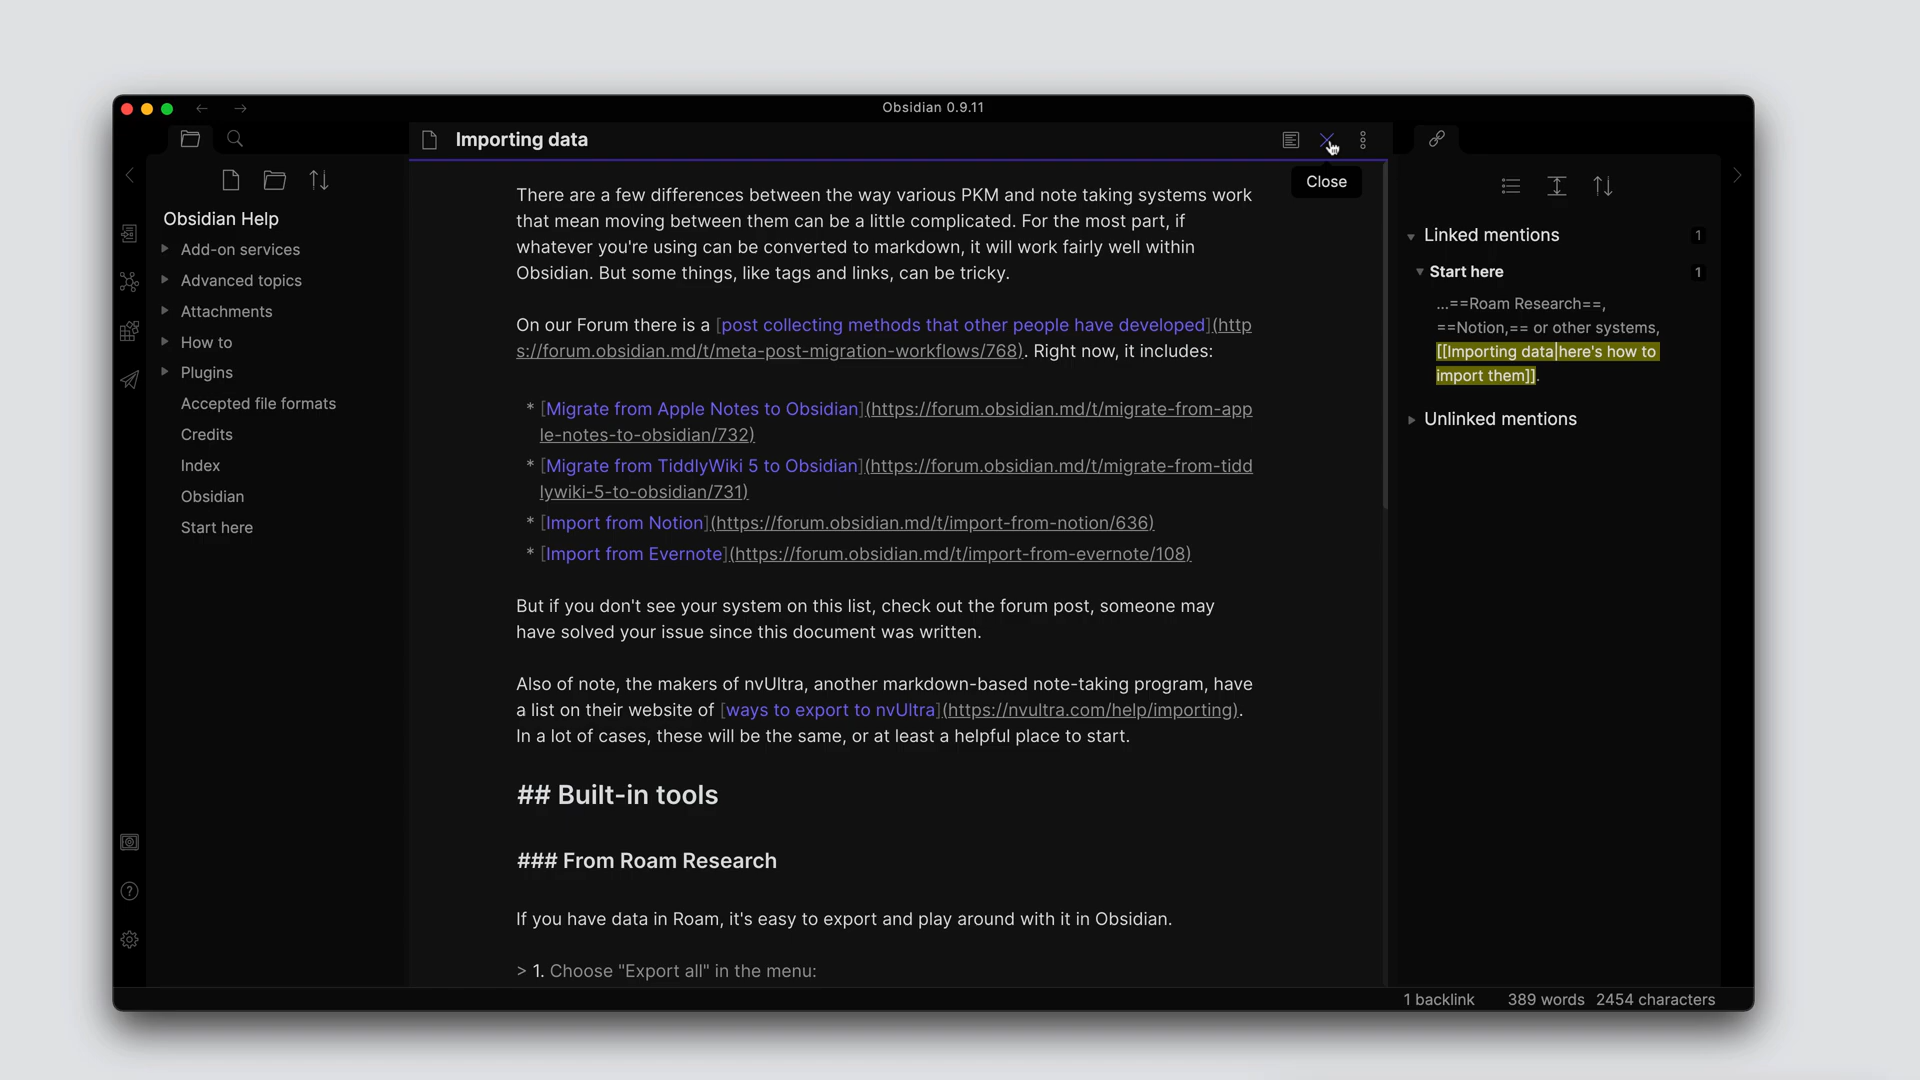 Obsidian 0.9.11
Importing data
Close
Obsidian Help
Add-on services
Advanced topics
Attachments
How to
Plugins
Accepted file formats
Credits
Index
Obsidian
Start here
There are a few differences between the way various PKM and note taking systems work
that mean moving between them can be a little complicated. For the most part, if
whatever you're using can be converted to markdown, it will work fairly well within
Obsidian. But some things, like tags and links, can be tricky.
On our Forum there is a [post collecting methods that other people have developed](http
s://forum.obsidian.md/t/meta-post-migration-workflows/768). Right now, it includes:
* [Migrate from Apple Notes to Obsidian](https://forum.obsidian.md/t/migrate-from-app
le-notes-to-obsidian/732)
* [Migrate from TiddlyWiki 5 to Obsidian](https://forum.obsidian.md/t/migrate-from-tidd
lywiki-5-to-obsidian/731)
* [Import from Notion](https://forum.obsidian.md/t/import-from-notion/636)
* [Import from Evernote](https://forum.obsidian.md/t/import-from-evernote/108)
But if you don't see your system on this list, check out the forum post, someone may
have solved your issue since this document was written.
Also of note, the makers of nvUltra, another markdown-based note-taking program, have
a list on their website of [ways to export to nvUltra](https://nvultra.com/help/importing).
In a lot of cases, these will be the same, or at least a helpful place to start.
## Built-in tools
### From Roam Research
If you have data in Roam, it's easy to export and play around with it in Obsidian.
> 1. Choose "Export all" in the menu:
Linked mentions 1
Start here 1
...==Roam Research==,
==Notion,== or other systems,
[[Importing data|here's how to
import them]].
Unlinked mentions
1 backlink 389 words 2454 characters